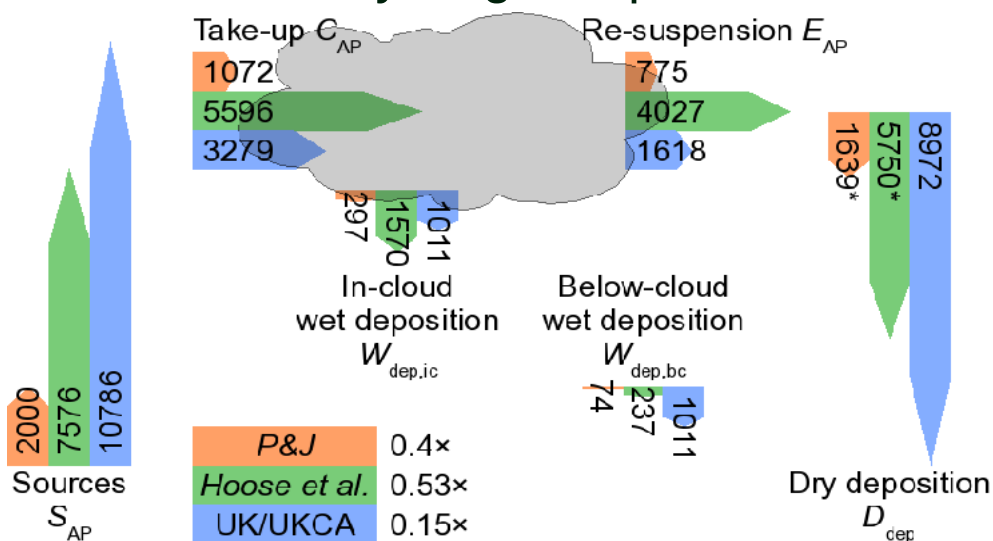 Take-up C_AP
1072
5596
3279
Re-suspension E_AP
775
4027
1618
1639*
5750*
8972
297
1570
1011
In-cloud
wet deposition
W_dep,ic
Below-cloud
wet deposition
W_dep,bc
74
237
1011
2000
7576
10786
Sources
S_AP
P&J 0.4×
Hoose et al. 0.53×
UK/UKCA 0.15×
Dry deposition
D_dep